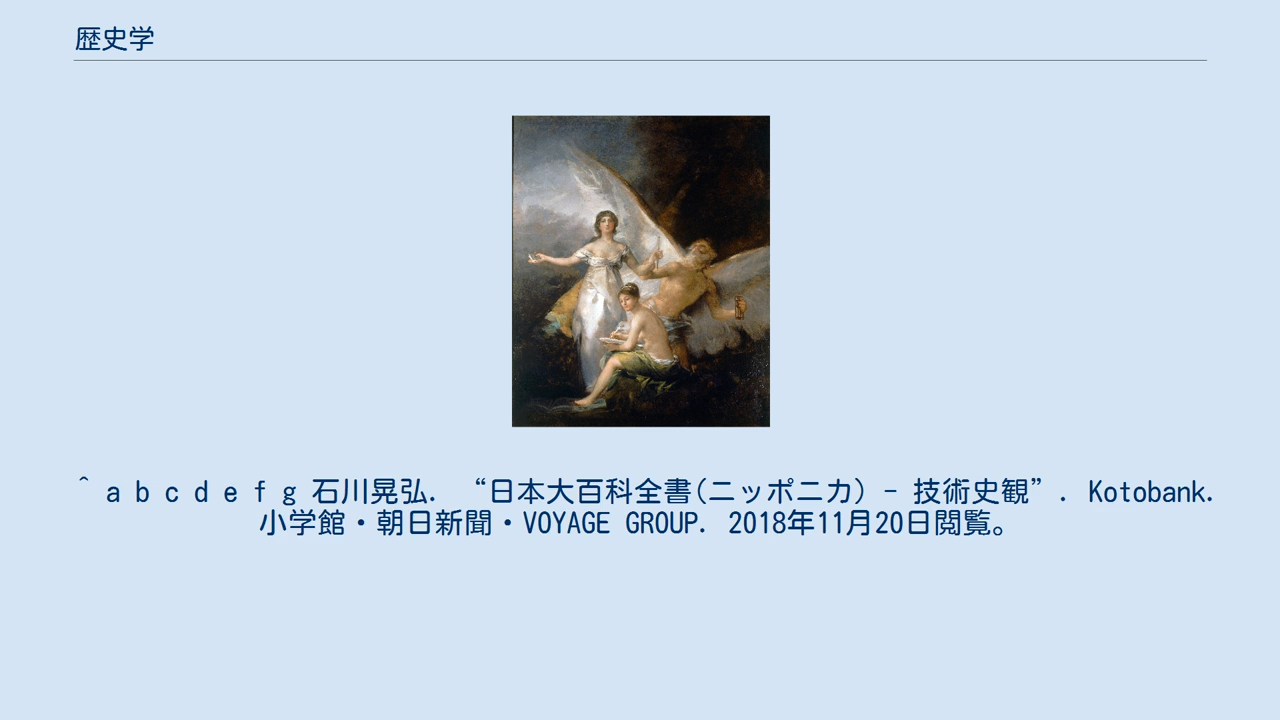 歴史学
^ a b c d e f g 石川晃弘. “日本大百科全書(ニッポニカ) - 技術史観”. Kotobank.
小学館・朝日新聞・VOYAGE GROUP. 2018年11月20日閲覧。